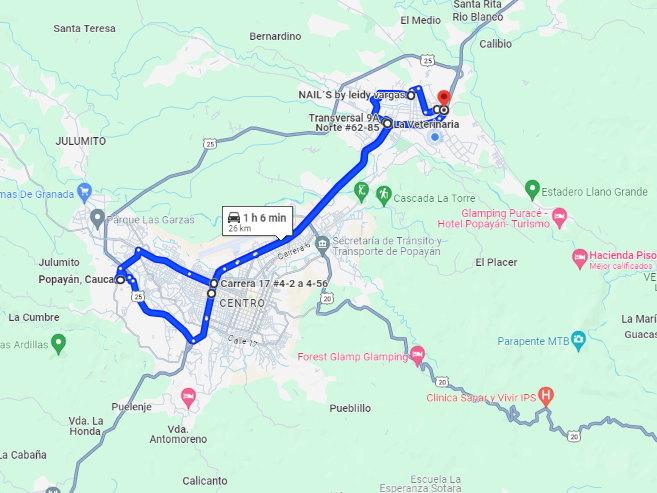 Santa Rita
Rio Blanco
El Medio
Santa Teresa
Bernardino
Calibio
25
NAIL´S by leidy vargas
Transversal 9A
Norte #62-85
La Veterinaria
JULUMITO
25
mas De Granada
Parque Las Garzas
Cascada La Torre
Estadero Llano Grande
Glamping Puracé -
Hotel Popayán- Turismo
1 h 6 min
26 km
Carrera 6
Secretaría de Tránsito y
Transporte de Popayán
Hacienda Piso
Mejor calificados
Julumito
El Placer
Popayán, Cauca
Carrera 17 #4-2 a 4-56
VE
25
CENTRO
20
La Cumbre
La Marí
Guacas
as Ardillas
Parapente MTB
Forest Glamp Glamping
20
Clínica Sanar y Vivir IPS
Puelenje
Pueblillo
Vda. La
Honda
Vda.
Antomoreno
20
La Cabaña
Calicanto
Escuela La
Esperanza Sotara